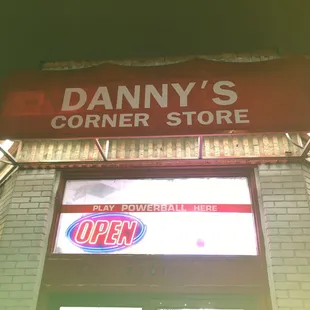 DANNY'S
CORNER STORE
PLAY POWERBALL HERE
OPEN